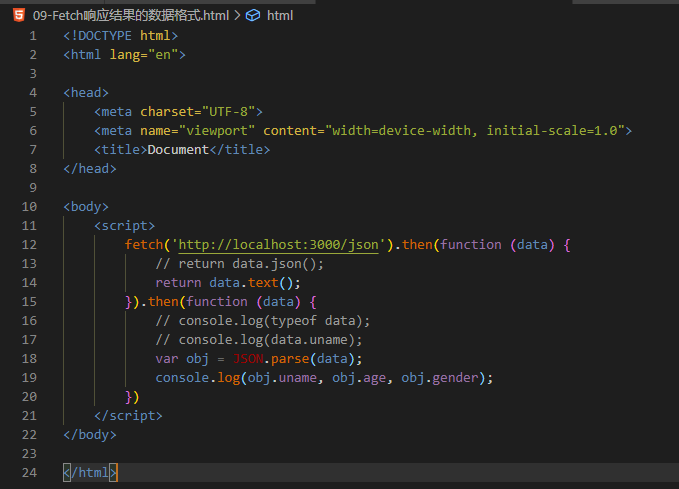 09-Fetch响应结果的数据格式.html > html
1 <!DOCTYPE html>
2 <html lang="en">
3
4 <head>
5     <meta charset="UTF-8">
6     <meta name="viewport" content="width=device-width, initial-scale=1.0">
7     <title>Document</title>
8 </head>
9
10 <body>
11     <script>
12         fetch('http://localhost:3000/json').then(function (data) {
13             // return data.json();
14             return data.text();
15         }).then(function (data) {
16             // console.log(typeof data);
17             // console.log(data.uname);
18             var obj = JSON.parse(data);
19             console.log(obj.uname, obj.age, obj.gender);
20         })
21     </script>
22 </body>
23
24 </html>